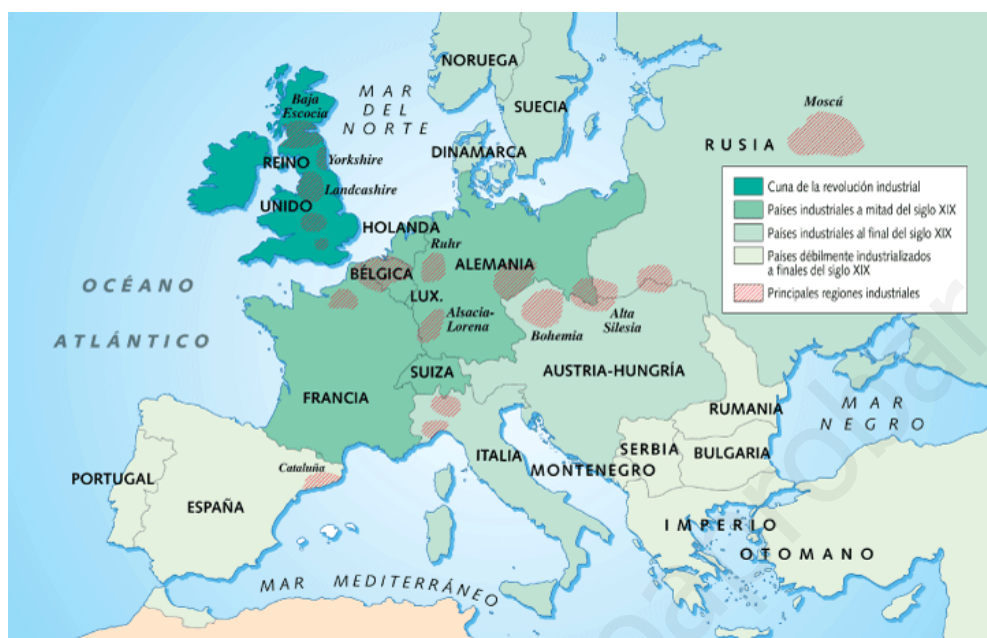 NORUEGA
SUECIA
MAR
DEL
NORTE
Baja
Escocia
Moscú
RUSIA
DINAMARCA
REINO
Yorkshire
Landcashire
UNIDO
HOLANDA
Ruhr
ALEMANIA
BÉLGICA
LUX.
Alsacia-
Lorena
Bohemia
Alta
Silesia
OCÉANO
ATLÁNTICO
SUIZA
AUSTRIA-HUNGRÍA
FRANCIA
RUMANIA
MAR
NEGRO
SERBIA
BULGARIA
ITALIA
MONTENEGRO
Cataluña
PORTUGAL
ESPAÑA
IMPERIO
OTOMANO
MAR MEDITERRÁNEO
Cuna de la revolución industrial
Países industriales a mitad del siglo XIX
Países industriales al final del siglo XIX
Países débilmente industrializados
a finales del siglo XIX
Principales regiones industriales